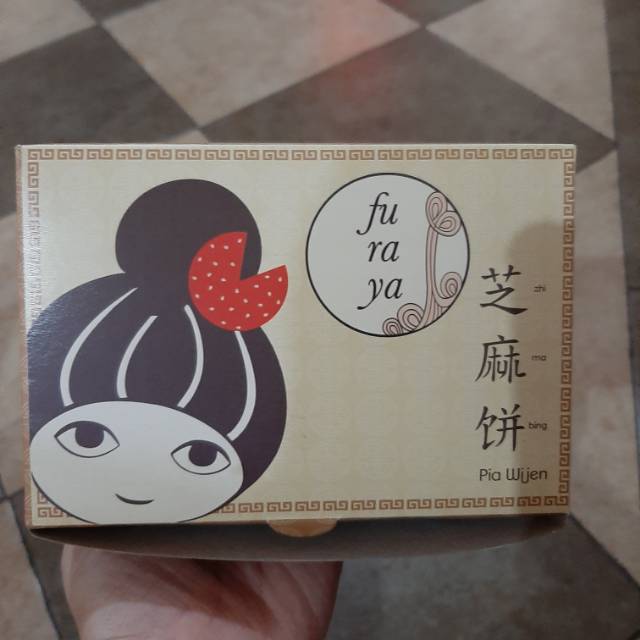 fu
ra
ya
芝 zhi
麻 ma
饼 bing
Pia Wijen